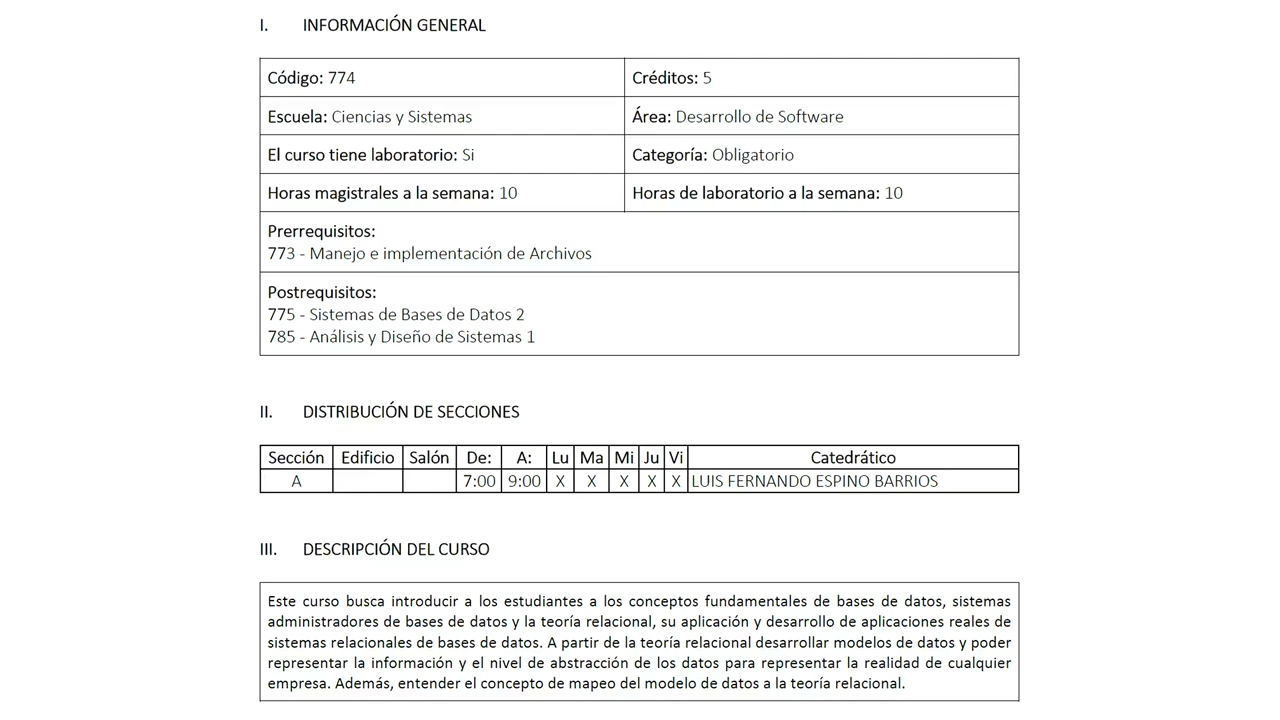 I. INFORMACIÓN GENERAL
Código: 774 Créditos: 5
Escuela: Ciencias y Sistemas Área: Desarrollo de Software
El curso tiene laboratorio: Si Categoría: Obligatorio
Horas magistrales a la semana: 10 Horas de laboratorio a la semana: 10
Prerrequisitos:
773 - Manejo e implementación de Archivos
Postrequisitos:
775 - Sistemas de Bases de Datos 2
785 - Análisis y Diseño de Sistemas 1
II. DISTRIBUCIÓN DE SECCIONES
Sección Edificio Salón De: A: Lu Ma Mi Ju Vi Catedrático
A 7:00 9:00 X X X X X LUIS FERNANDO ESPINO BARRIOS
III. DESCRIPCIÓN DEL CURSO
Este curso busca introducir a los estudiantes a los conceptos fundamentales de bases de datos, sistemas
administradores de bases de datos y la teoría relacional, su aplicación y desarrollo de aplicaciones reales de
sistemas relacionales de bases de datos. A partir de la teoría relacional desarrollar modelos de datos y poder
representar la información y el nivel de abstracción de los datos para representar la realidad de cualquier
empresa. Además, entender el concepto de mapeo del modelo de datos a la teoría relacional.